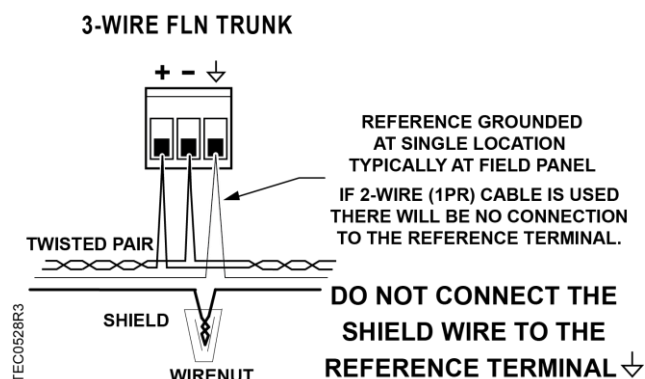 3-WIRE FLN TRUNK
+ - ⏚
REFERENCE GROUNDED
AT SINGLE LOCATION
TYPICALLY AT FIELD PANEL
IF 2-WIRE (1PR) CABLE IS USED
THERE WILL BE NO CONNECTION
TO THE REFERENCE TERMINAL.
TWISTED PAIR
SHIELD
WIRENUT
DO NOT CONNECT THE
SHIELD WIRE TO THE
REFERENCE TERMINAL ⏚
TEC0528R3